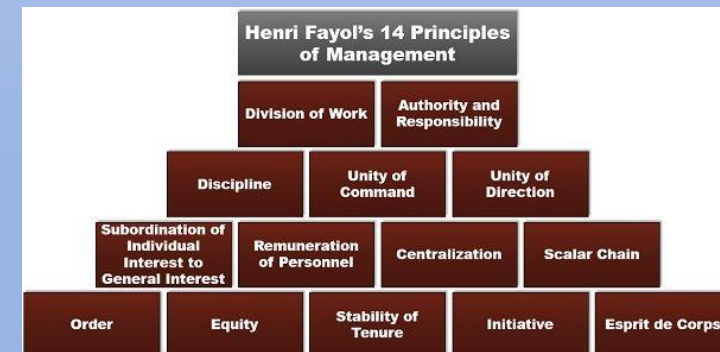 Henri Fayol's 14 Principles
of Management
Division of Work
Authority and
Responsibility
Discipline
Unity of
Command
Unity of
Direction
Subordination of
Individual
Interest to
General Interest
Remuneration
of Personnel
Centralization
Scalar Chain
Order
Equity
Stability of
Tenure
Initiative
Esprit de Corps